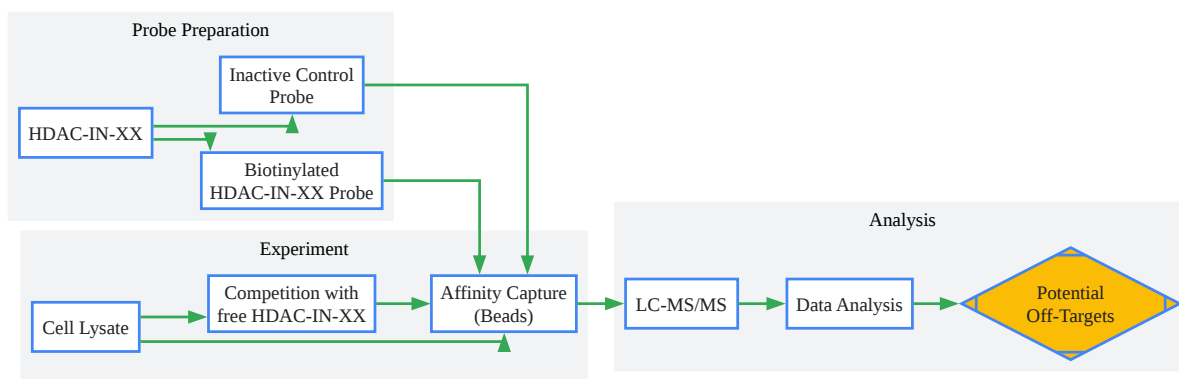 Probe Preparation
Inactive Control
Probe
HDAC-IN-XX
Biotinylated
HDAC-IN-XX Probe
Experiment
Cell Lysate
Competition with
free HDAC-IN-XX
Affinity Capture
(Beads)
Analysis
LC-MS/MS
Data Analysis
Potential
Off-Targets